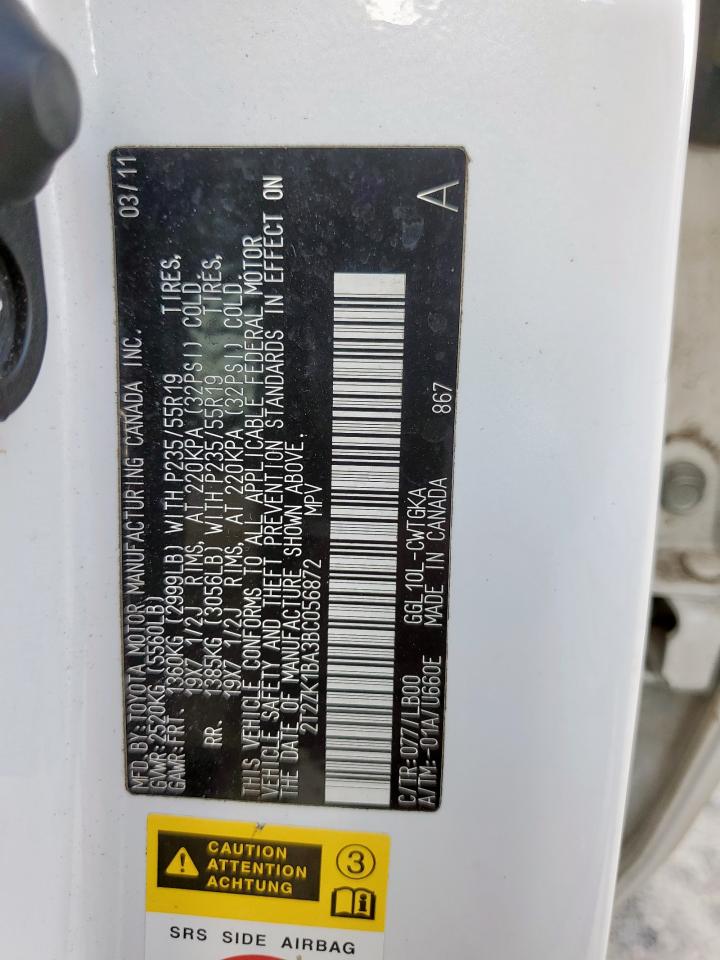 MFD.BY:TOYOTA MOTOR MANUFACTURING CANADA INC. 03/11
GVWR:2520KG(5560LB)
GAWR:FRT. 1360KG (2999LB) WITH P235/55R19 TIRES,
19X7 1/2J RIMS, AT 220KPA (32PSI) COLD.
RR. 1385KG (3056LB) WITH P235/55R19 TIRES,
19X7 1/2J RIMS, AT 220KPA (32PSI) COLD.
THIS VEHICLE CONFORMS TO ALL APPLICABLE FEDERAL MOTOR
VEHICLE SAFETY AND THEFT PREVENTION STANDARDS IN EFFECT ON
THE DATE OF MANUFACTURE SHOWN ABOVE.
2T2ZK1BA3BC056872 MPV
C/TR:077/LB00 GGL10L-CWTGKA 867 A
A/TM:-01A/U660E MADE IN CANADA
CAUTION
ATTENTION
ACHTUNG
3
SRS SIDE AIRBAG